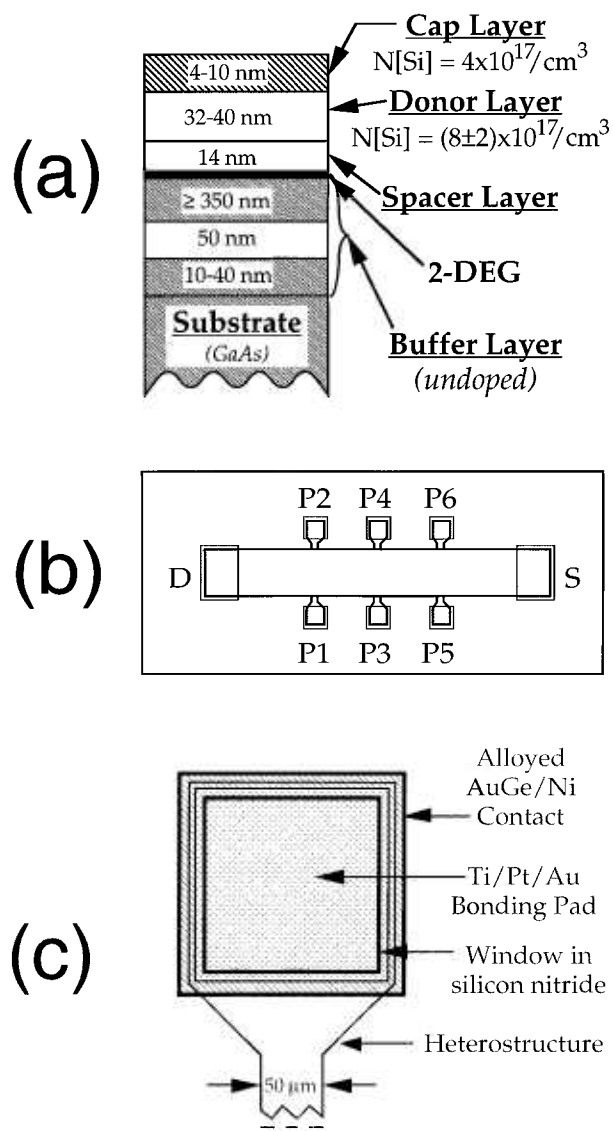 (a)
Cap Layer
N[Si] = 4x10^17/cm^3
4-10 nm
Donor Layer
32-40 nm
N[Si] = (8±2)x10^17/cm^3
14 nm
Spacer Layer
≥ 350 nm
50 nm
2-DEG
10-40 nm
Substrate
(GaAs)
Buffer Layer
(undoped)
(b)
P2 P4 P6
D S
P1 P3 P5
(c)
Alloyed
AuGe/Ni
Contact
Ti/Pt/Au
Bonding Pad
Window in
silicon nitride
Heterostructure
50 μm